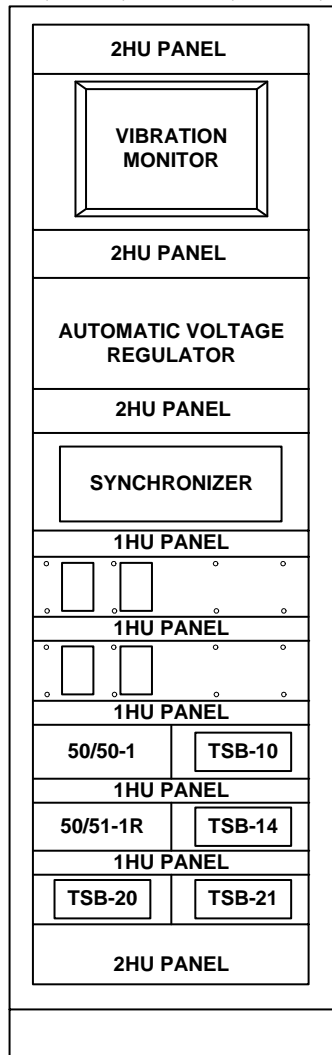 2HU PANEL
VIBRATION
MONITOR
2HU PANEL
AUTOMATIC VOLTAGE
REGULATOR
2HU PANEL
SYNCHRONIZER
1HU PANEL
1HU PANEL
1HU PANEL
50/50-1
TSB-10
1HU PANEL
50/51-1R
TSB-14
1HU PANEL
TSB-20
TSB-21
2HU PANEL